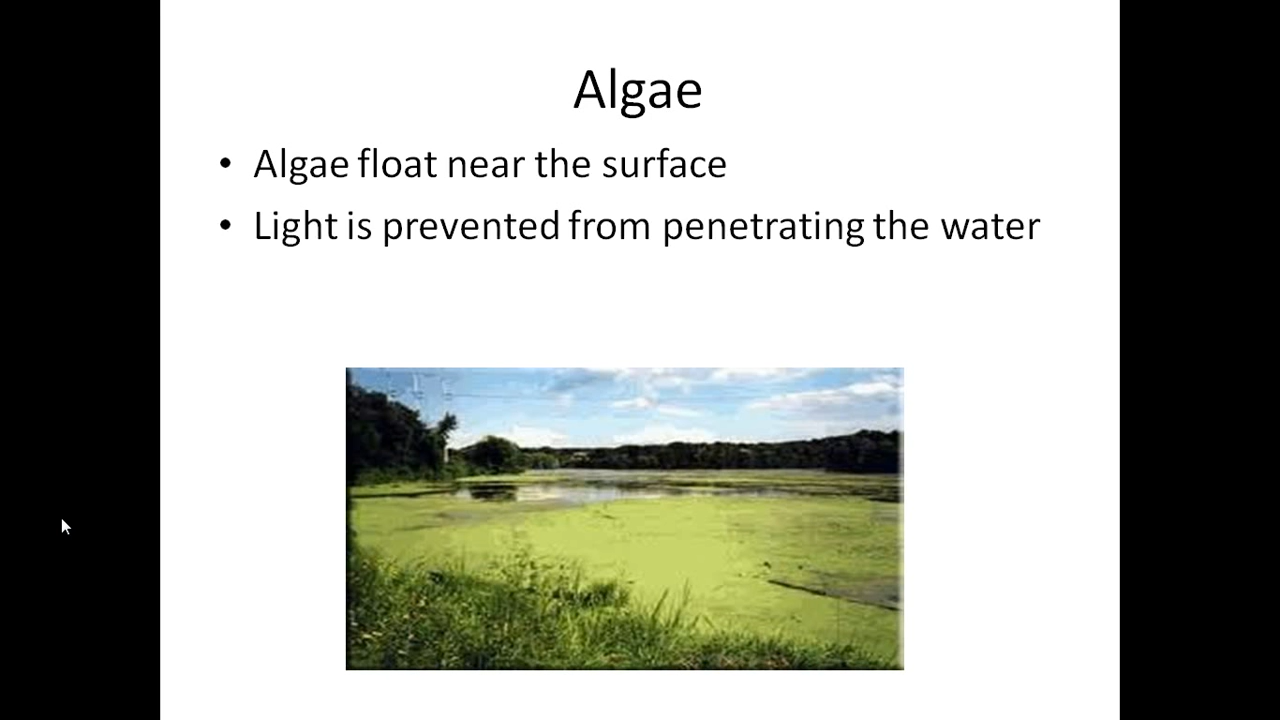 Algae
• Algae float near the surface
• Light is prevented from penetrating the water